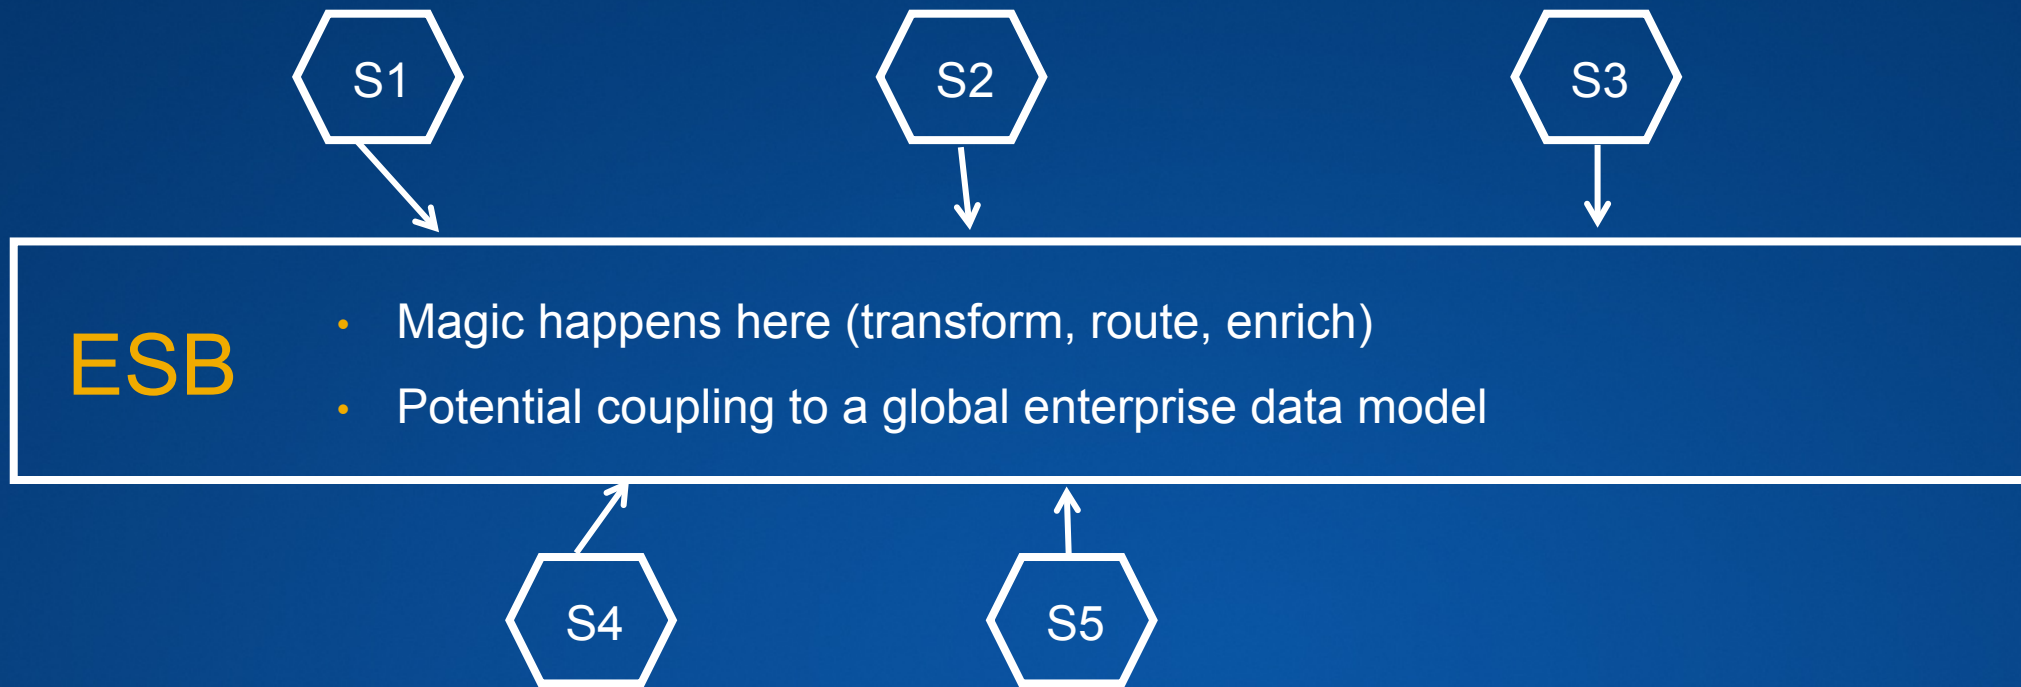 S1
S2
S3
ESB
• Magic happens here (transform, route, enrich)
• Potential coupling to a global enterprise data model
S4
S5